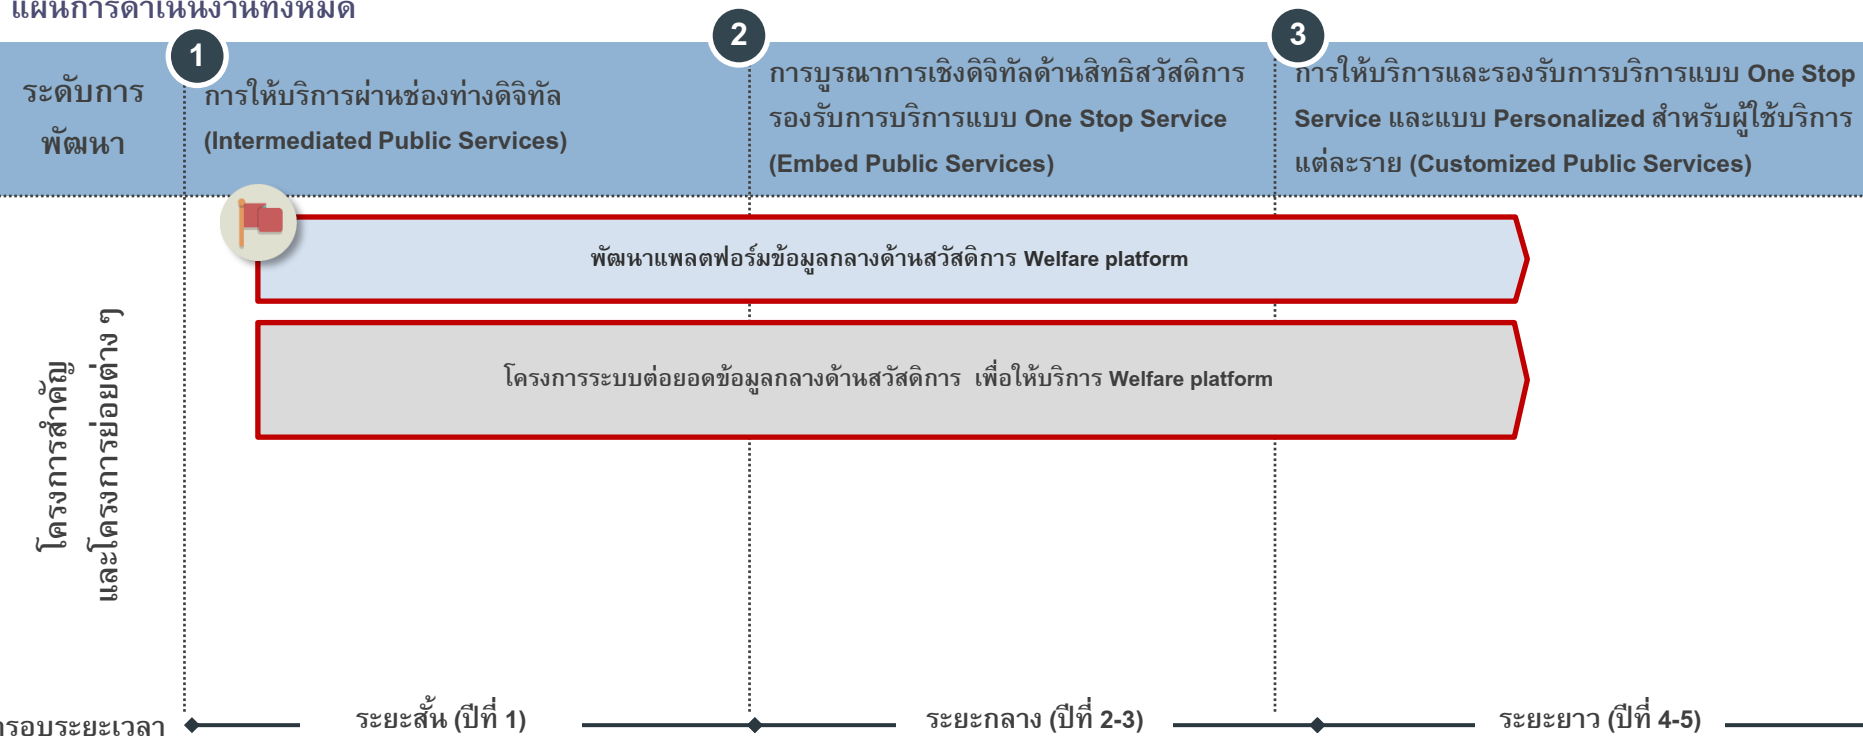 แผนการดำเนินงานทั้งหมด
1
2
3
ระดับการ
พัฒนา
การให้บริการผ่านช่องท่างดิจิทัล
(Intermediated Public Services)
การบูรณาการเชิงดิจิทัลด้านสิทธิสวัสดิการ
รองรับการบริการแบบ One Stop Service
(Embed Public Services)
การให้บริการและรองรับการบริการแบบ One Stop
Service และแบบ Personalized สำหรับผู้ใช้บริการ
แต่ละราย (Customized Public Services)
พัฒนาแพลตฟอร์มข้อมูลกลางด้านสวัสดิการ Welfare platform
โครงการระบบต่อยอดข้อมูลกลางด้านสวัสดิการ เพื่อให้บริการ Welfare platform
โครงการสำคัญ
และโครงการย่อยต่าง ๆ
กรอบระยะเวลา
ระยะสั้น (ปีที่ 1)
ระยะกลาง (ปีที่ 2-3)
ระยะยาว (ปีที่ 4-5)